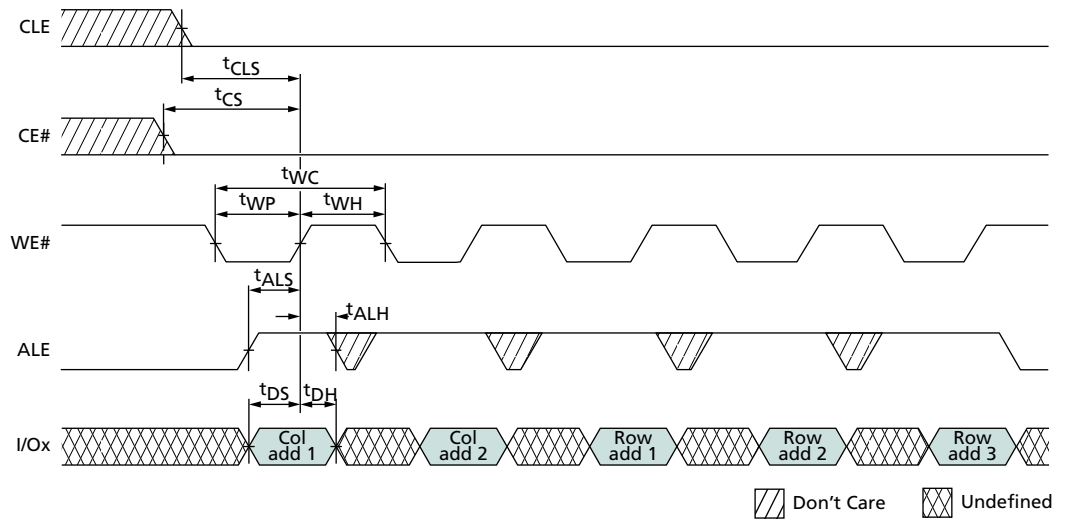 CLE
tCLS
tCS
CE#
tWC
tWP
tWH
WE#
tALS
tALH
ALE
tDS
tDH
I/Ox
Col
add 1
Col
add 2
Row
add 1
Row
add 2
Row
add 3
Don't Care
Undefined